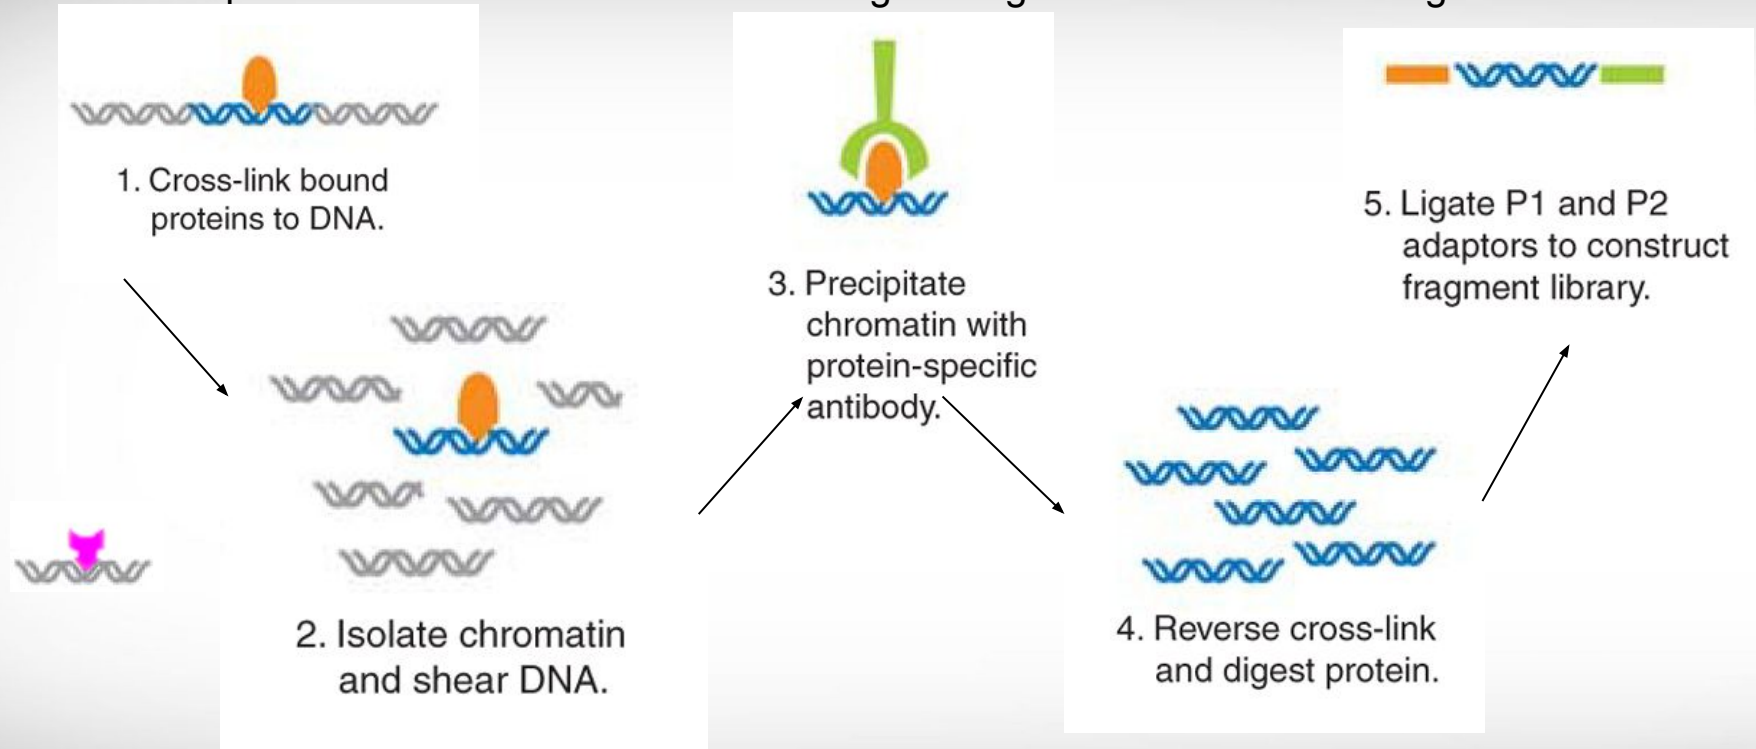 1. Cross-link bound
proteins to DNA.
2. Isolate chromatin
and shear DNA.
3. Precipitate
chromatin with
protein-specific
antibody.
4. Reverse cross-link
and digest protein.
5. Ligate P1 and P2
adaptors to construct
fragment library.